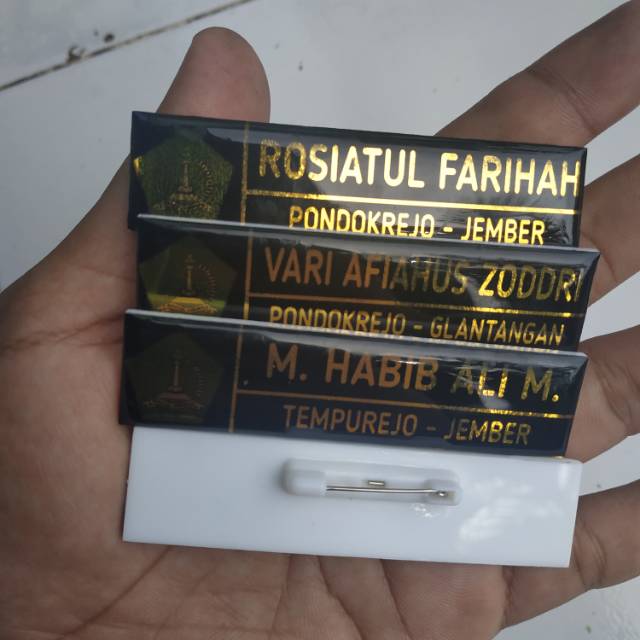 ROSIATUL FARIHAH
PONDOKREJO - JEMBER
VARI AFIAHUS ZODDRI
PONDOKREJO - GLANTANGAN
M. HABIB ALI M.
TEMPUREJO - JEMBER